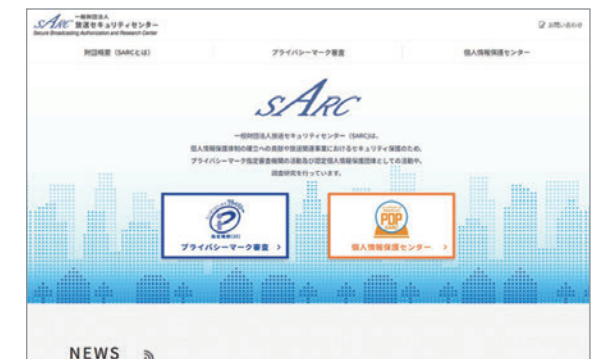 SARC 一般財団法人
放送セキュリティセンター
Secure Broadcasting Authorization and Research Center
お問い合わせ
財団概要（SARCとは）
プライバシーマーク審査
個人情報保護センター
SARC
一般財団法人放送セキュリティセンター（SARC)は、
個人情報保護体制の確立への貢献や放送関連事業におけるセキュリティ保護のため、
プライバシーマーク指定審査機関の活動及び認定個人情報保護団体としての活動や、
調査研究を行っています。
プライバシーマーク審査 >
POP
SARC
個人情報保護センター >
NEWS